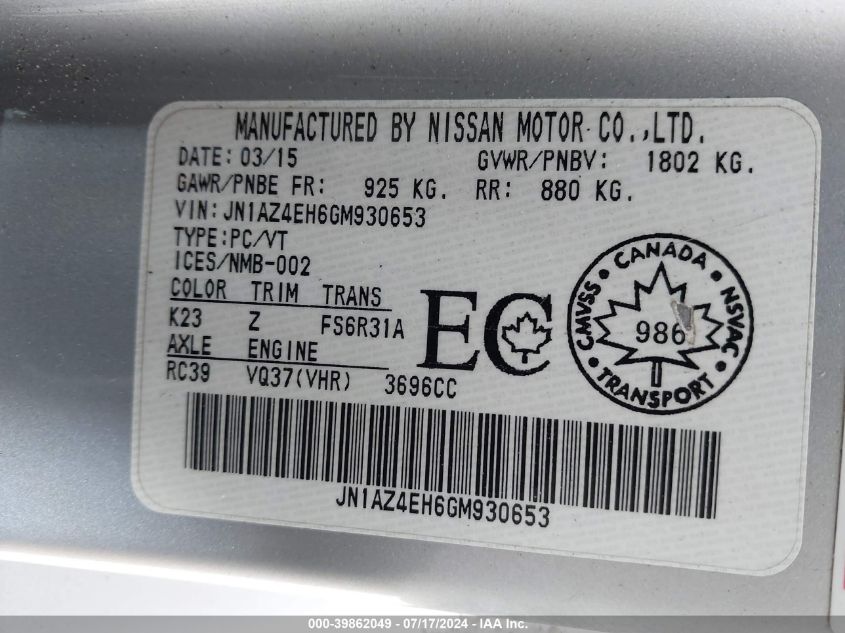 MANUFACTURED BY NISSAN MOTOR CO.,LTD.
DATE: 03/15 GVWR/PNBV: 1802 KG.
GAWR/PNBE FR: 925 KG. RR: 880 KG.
VIN: JN1AZ4EH6GM930653
TYPE:PC/VT
ICES/NMB-002
COLOR TRIM TRANS
K23 Z FS6R31A
AXLE ENGINE
RC39 VQ37(VHR) 3696CC
EC
CANADA
CMVSS NSVAC
986
TRANSPORT
JN1AZ4EH6GM930653
000-39862049 - 07/17/2024 - IAA Inc.